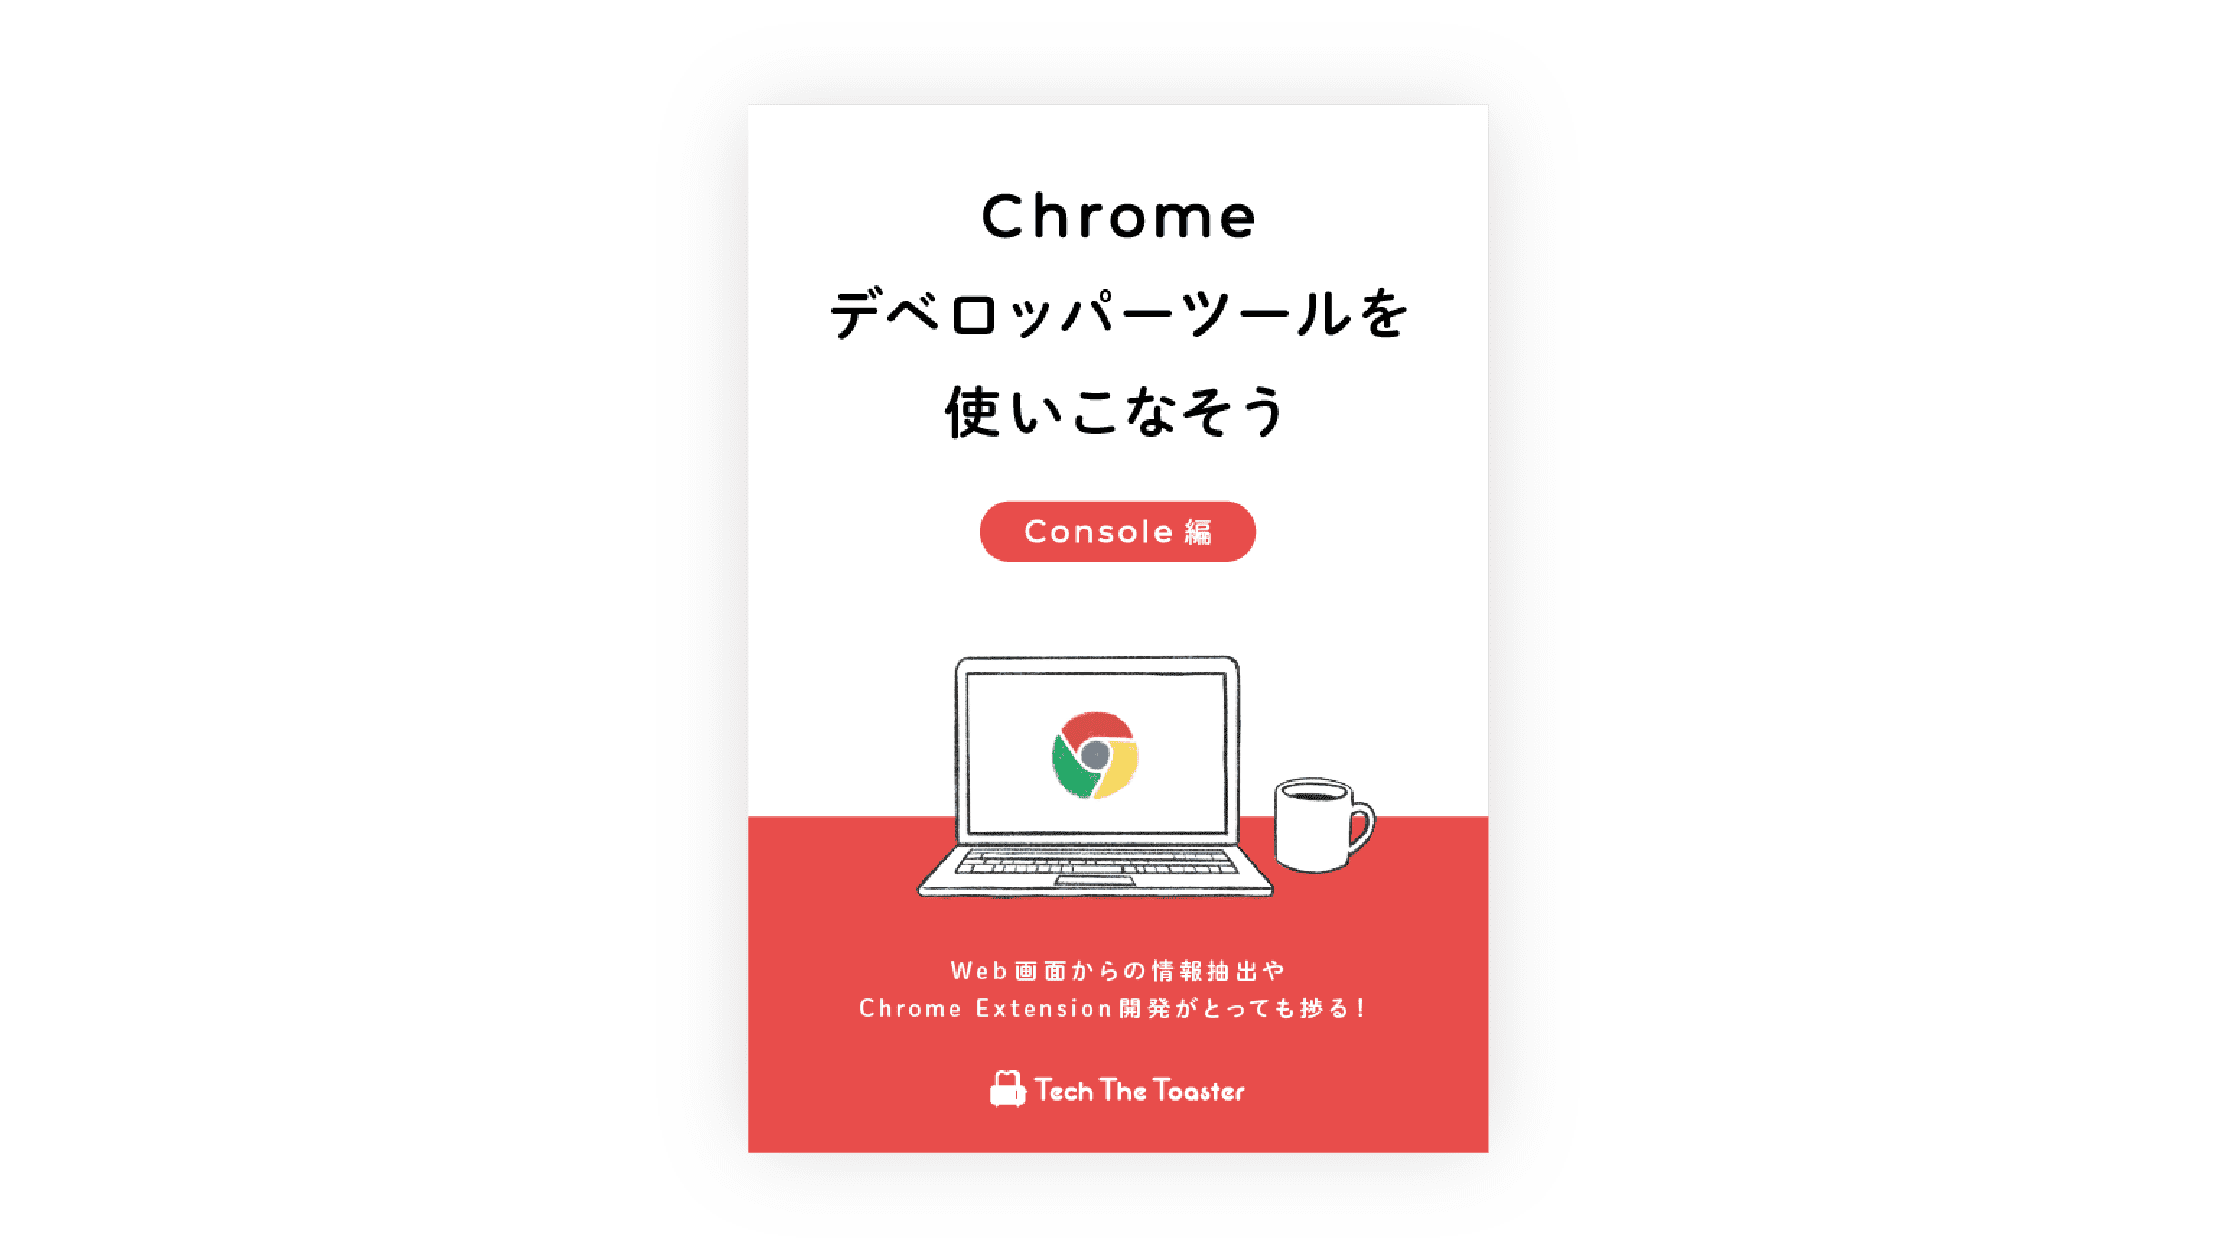 Chrome
デベロッパーツールを
使いこなそう
Console 編
Web画面からの情報抽出や
Chrome Extension開発がとっても捗る！
Tech The Toaster